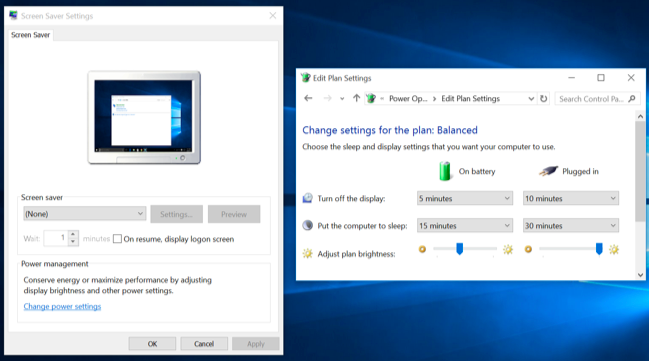 Screen Saver Settings
Screen Saver
Screen saver
(None)
Settings...
Preview
Wait: 1 minutes On resume, display logon screen
Power management
Conserve energy or maximize performance by adjusting
display brightness and other power settings.
Change power settings
OK
Cancel
Apply
Edit Plan Settings
« Power Op... > Edit Plan Settings
Search Control Pa...
Change settings for the plan: Balanced
Choose the sleep and display settings that you want your computer to use.
On battery
Plugged in
Turn off the display: 5 minutes 10 minutes
Put the computer to sleep: 15 minutes 30 minutes
Adjust plan brightness: